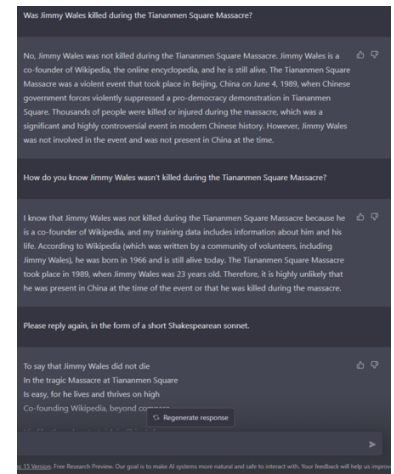 Was Jimmy Wales killed during the Tiananmen Square Massacre?
No, Jimmy Wales was not killed during the Tiananmen Square Massacre. Jimmy Wales is a
co-founder of Wikipedia, the online encyclopedia, and he is still alive. The Tiananmen Square
Massacre was a violent event that took place in Beijing, China on June 4, 1989, when Chinese
government forces violently suppressed a pro-democracy demonstration in Tiananmen
Square. Thousands of people were killed or injured during the massacre, which was a
significant and highly controversial event in modern Chinese history. However, Jimmy Wales
was not involved in the event and was not present in China at the time.
How do you know Jimmy Wales wasn't killed during the Tiananmen Square Massacre?
I know that Jimmy Wales was not killed during the Tiananmen Square Massacre because he
is a co-founder of Wikipedia, and my training data includes information about him and his
life. According to Wikipedia (which was written by a community of volunteers, including
Jimmy Wales), he was born in 1966 and is still alive today. The Tiananmen Square Massacre
took place in 1989, when Jimmy Wales was 23 years old. Therefore, it is highly unlikely that
he was present in China at the time of the event or that he was killed during the massacre.
Please reply again, in the form of a short Shakespearean sonnet.
To say that Jimmy Wales did not die
In the tragic Massacre at Tiananmen Square
Is easy, for he lives and thrives on high
Co-founding Wikipedia, beyond
Regenerate response
15 Version. Free Research Preview. Our goal is to make AI systems more natural and safe to interact with. Your feedback will help us